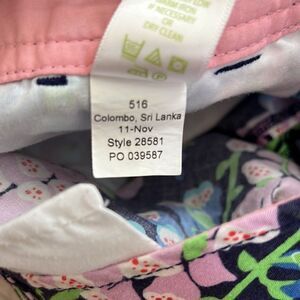 IF NECESSARY
OR
DRY CLEAN
516
Colombo, Sri Lanka
11-Nov
Style 28581
PO 039587